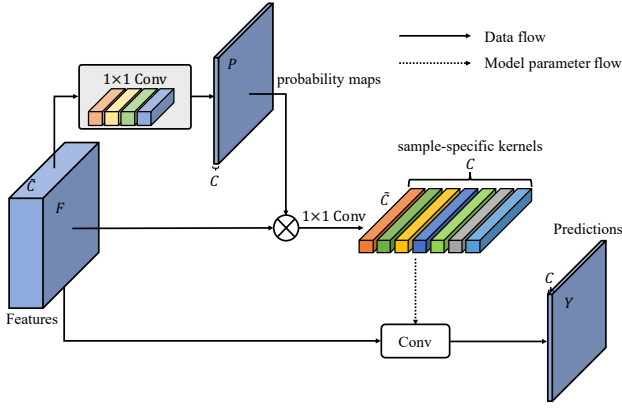 Data flow
Model parameter flow
1×1 Conv
P
probability maps
C
sample-specific kernels
C
C̃
C̃
F
1×1 Conv
Predictions
C
Y
Features
Conv